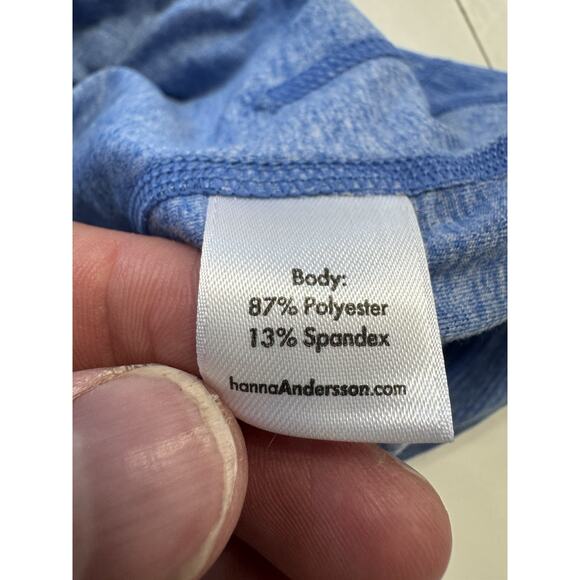 Body:
87% Polyester
13% Spandex
hannaAndersson.com